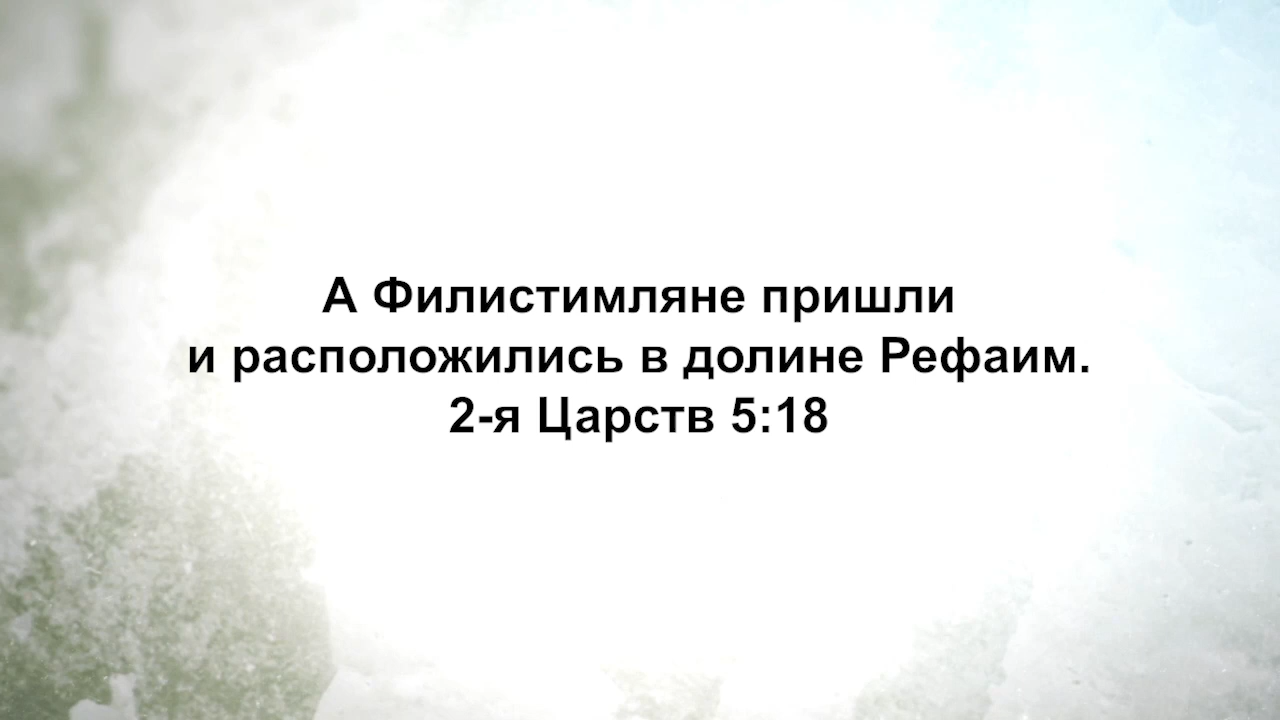 А Филистимляне пришли
и расположились в долине Рефаим.
2-я Царств 5:18